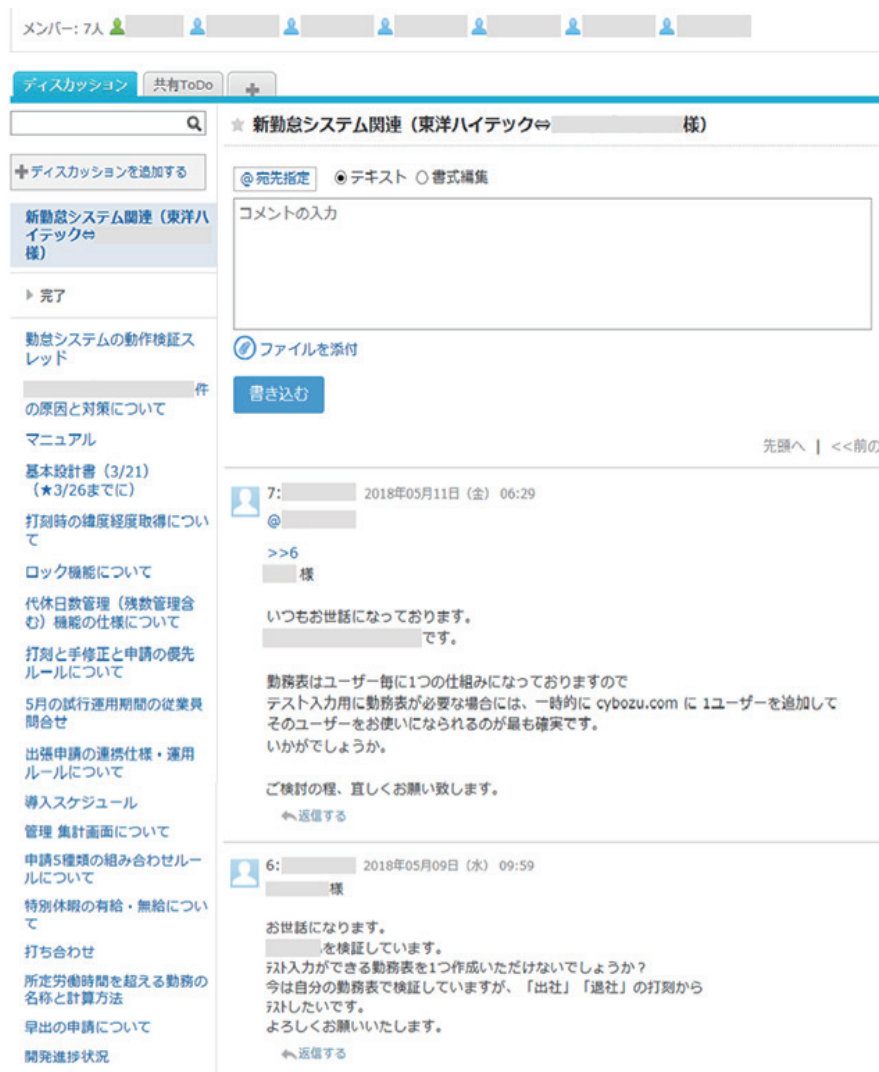 メンバー: 7人
ディスカッション 共有ToDo +
+ディスカッションを追加する
新勤怠システム関連（東洋ハ
イテック⇔
様）
▶ 完了
勤怠システムの動作検証ス
レッド
件
の原因と対策について
マニュアル
基本設計書（3/21）
（★3/26までに）
打刻時の緯度経度取得につい
て
ロック機能について
代休日数管理（残数管理含
む）機能の仕様について
打刻と手修正と申請の優先
ルールについて
5月の試行運用期間の従業員
問合せ
出張申請の連携仕様・運用
ルールについて
導入スケジュール
管理 集計画面について
申請5種類の組み合わせルー
ルについて
特別休暇の有給・無給につい
て
打ち合わせ
所定労働時間を超える勤務の
名称と計算方法
早出の申請について
開発進捗状況
★ 新勤怠システム関連（東洋ハイテック⇔ 様）
@宛先指定 テキスト 書式編集
コメントの入力
ファイルを添付
書き込む
先頭へ | <<前の
7: 2018年05月11日（金） 06:29
@
>>6
様
いつもお世話になっております。
です。
勤務表はユーザー毎に1つの仕組みになっておりますので
テスト入力用に勤務表が必要な場合には、一時的に cybozu.com に 1ユーザーを追加して
そのユーザーをお使いになられるのが最も確実です。
いかがでしょうか。
ご検討の程、宜しくお願い致します。
返信する
6: 2018年05月09日（水） 09:59
様
お世話になります。
を検証しています。
ﾃｽﾄ入力ができる勤務表を1つ作成いただけないでしょうか？
今は自分の勤務表で検証していますが、「出社」「退社」の打刻から
ﾃｽﾄしたいです。
よろしくお願いいたします。
返信する